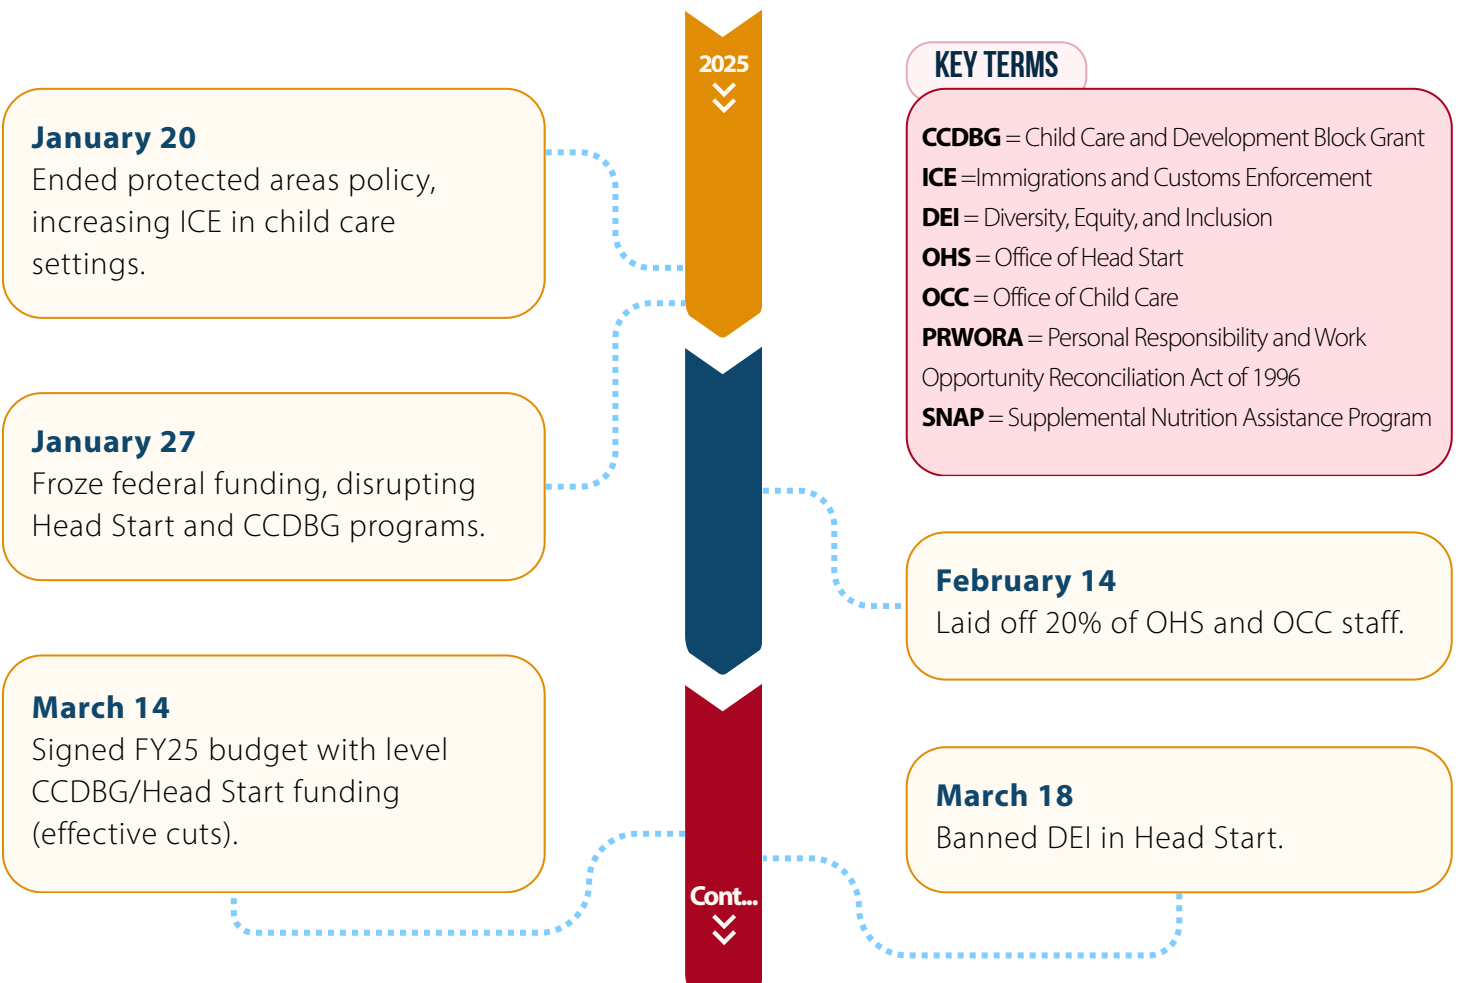 2025
KEY TERMS
CCDBG = Child Care and Development Block Grant
ICE =Immigrations and Customs Enforcement
DEI = Diversity, Equity, and Inclusion
OHS = Office of Head Start
OCC = Office of Child Care
PRWORA = Personal Responsibility and Work
Opportunity Reconciliation Act of 1996
SNAP = Supplemental Nutrition Assistance Program
January 20
Ended protected areas policy,
increasing ICE in child care
settings.
January 27
Froze federal funding, disrupting
Head Start and CCDBG programs.
February 14
Laid off 20% of OHS and OCC staff.
March 14
Signed FY25 budget with level
CCDBG/Head Start funding
(effective cuts).
March 18
Banned DEI in Head Start.
Cont...